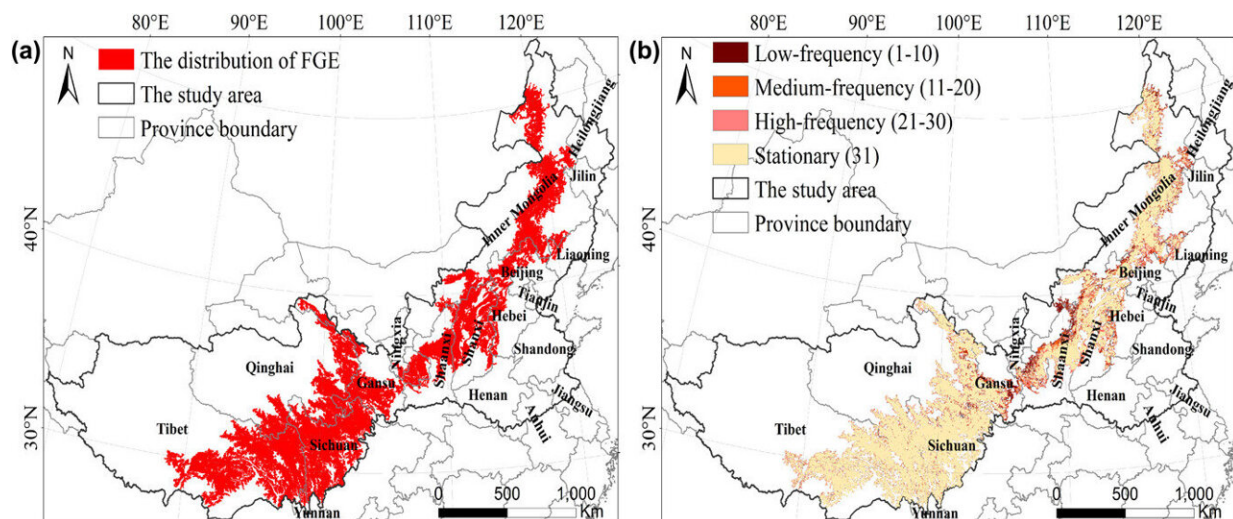 80°E 90°E 100°E 110°E 120°E
(a)
N
The distribution of FGE
The study area
Province boundary
40°N
30°N
Heilongjiang
Jilin
Inner Mongolia
Liaoning
Beijing
Tianjin
Hebei
Ningxia
Shaanxi
Shanxi
Shandong
Qinghai
Gansu
Henan
Jiangsu
Anhui
Tibet
Sichuan
Yunnan
0 500 1,000
Km
80°E 90°E 100°E 110°E 120°E
(b)
N
Low-frequency (1-10)
Medium-frequency (11-20)
High-frequency (21-30)
Stationary (31)
The study area
Province boundary
40°N
30°N
Heilongjiang
Jilin
Inner Mongolia
Liaoning
Beijing
Tianjin
Hebei
Ningxia
Shaanxi
Shanxi
Shandong
Qinghai
Gansu
Henan
Jiangsu
Anhui
Tibet
Sichuan
Yunnan
0 500 1,000
Km